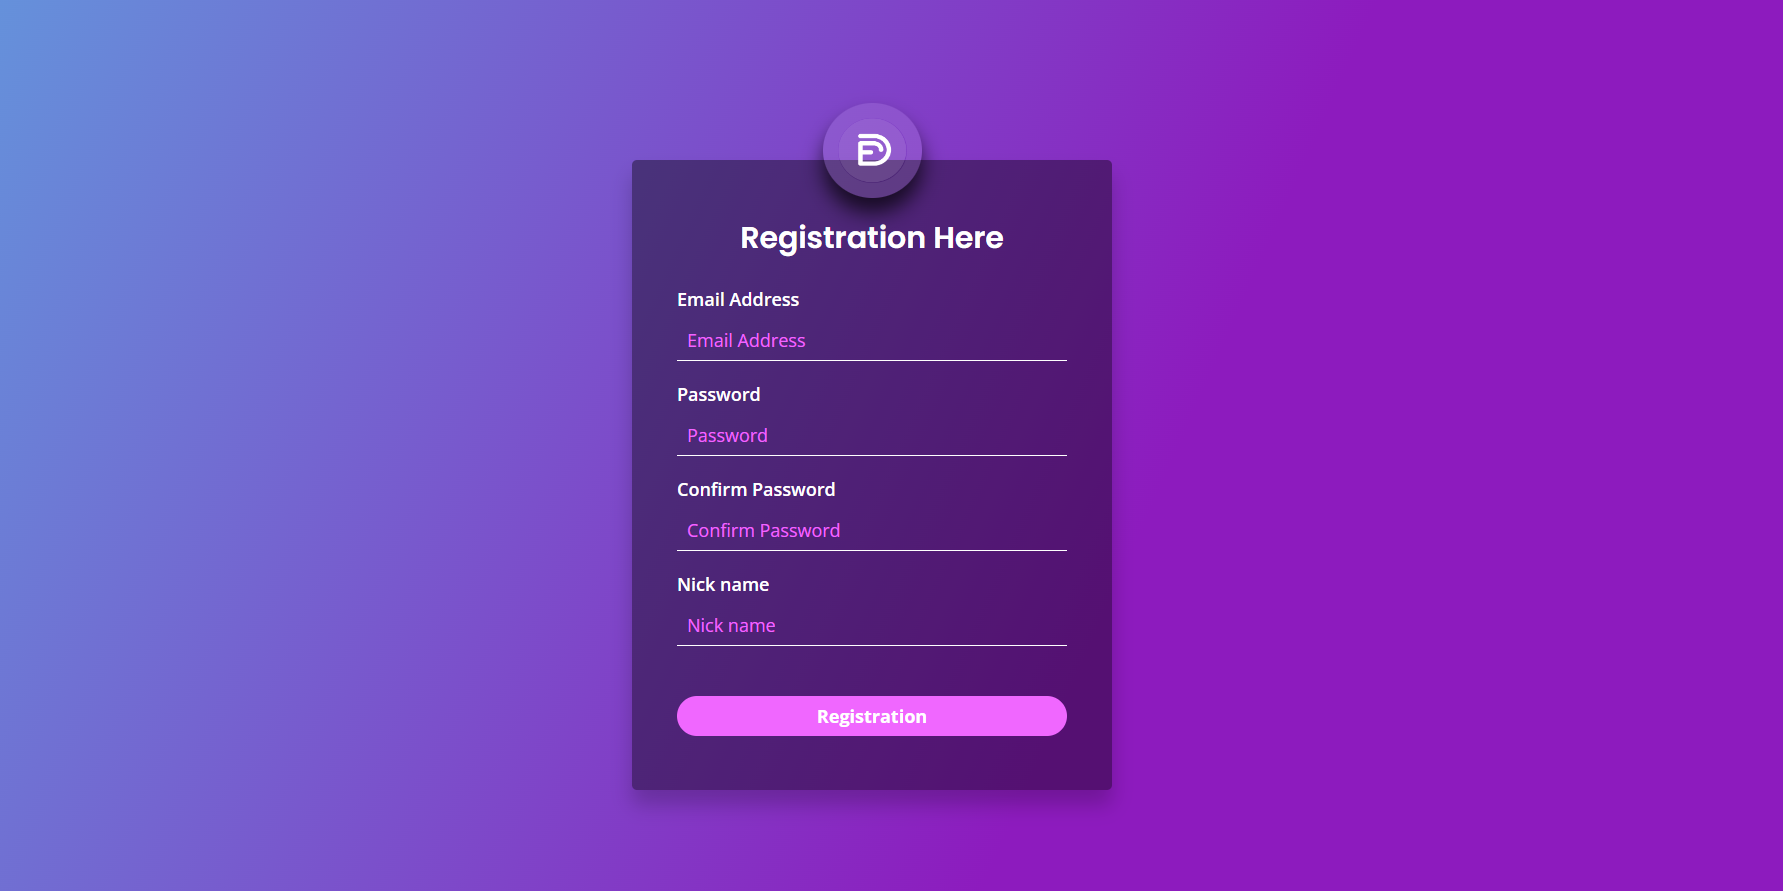 Registration Here
Email Address
Email Address
Password
Password
Confirm Password
Confirm Password
Nick name
Nick name
Registration